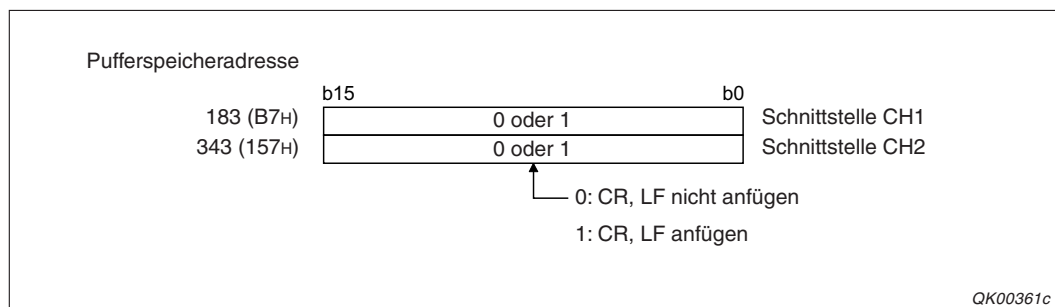 Pufferspeicheradresse
b15 b0
183 (B7H) 0 oder 1 Schnittstelle CH1
343 (157H) 0 oder 1 Schnittstelle CH2
0: CR, LF nicht anfügen
1: CR, LF anfügen
QK00361c